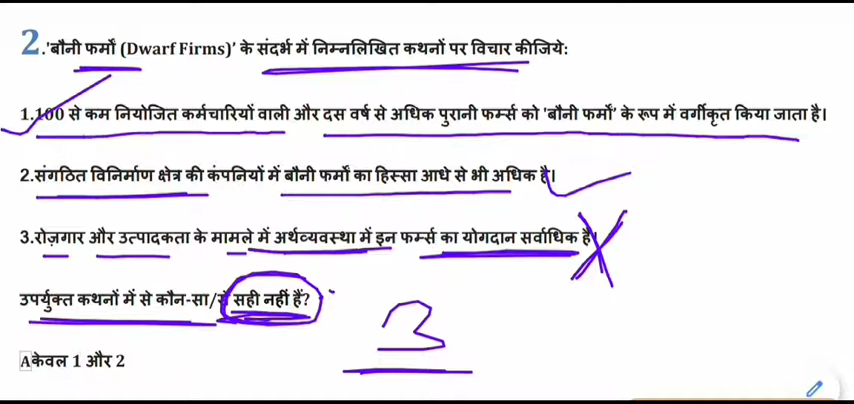 2.'बौनी फर्मों (Dwarf Firms)' के संदर्भ में निम्नलिखित कथनों पर विचार कीजिये:
1.100 से कम नियोजित कर्मचारियों वाली और दस वर्ष से अधिक पुरानी फर्म्स को 'बौनी फर्मों' के रूप में वर्गीकृत किया जाता है।
2.संगठित विनिर्माण क्षेत्र की कंपनियों में बौनी फर्मों का हिस्सा आधे से भी अधिक है।
3.रोज़गार और उत्पादकता के मामले में अर्थव्यवस्था में इन फर्म्स का योगदान सर्वाधिक है।
उपर्युक्त कथनों में से कौन-सा/से सही नहीं हैं?
3
Aकेवल 1 और 2